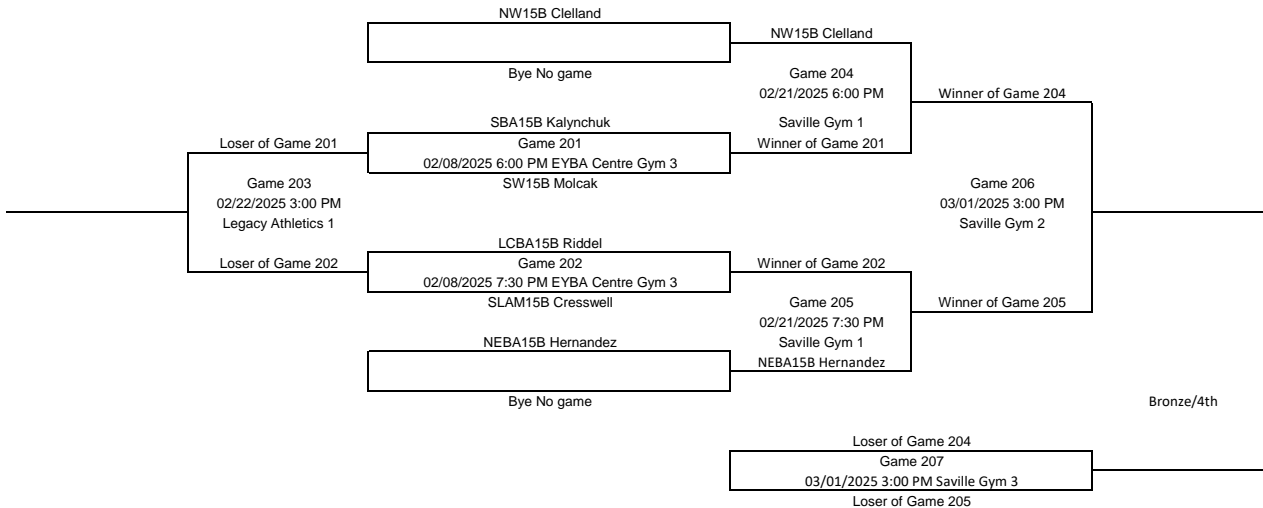 NW15B Clelland
NW15B Clelland
Bye No game
Game 204
02/21/2025 6:00 PM
Winner of Game 204
SBA15B Kalynchuk
Saville Gym 1
Loser of Game 201
Game 201
Winner of Game 201
02/08/2025 6:00 PM EYBA Centre Gym 3
Game 203
SW15B Molcak
Game 206
02/22/2025 3:00 PM
03/01/2025 3:00 PM
Legacy Athletics 1
Saville Gym 2
LCBA15B Riddel
Loser of Game 202
Game 202
Winner of Game 202
02/08/2025 7:30 PM EYBA Centre Gym 3
SLAM15B Cresswell
Game 205
Winner of Game 205
02/21/2025 7:30 PM
NEBA15B Hernandez
Saville Gym 1
NEBA15B Hernandez
Bye No game
Bronze/4th
Loser of Game 204
Game 207
03/01/2025 3:00 PM Saville Gym 3
Loser of Game 205